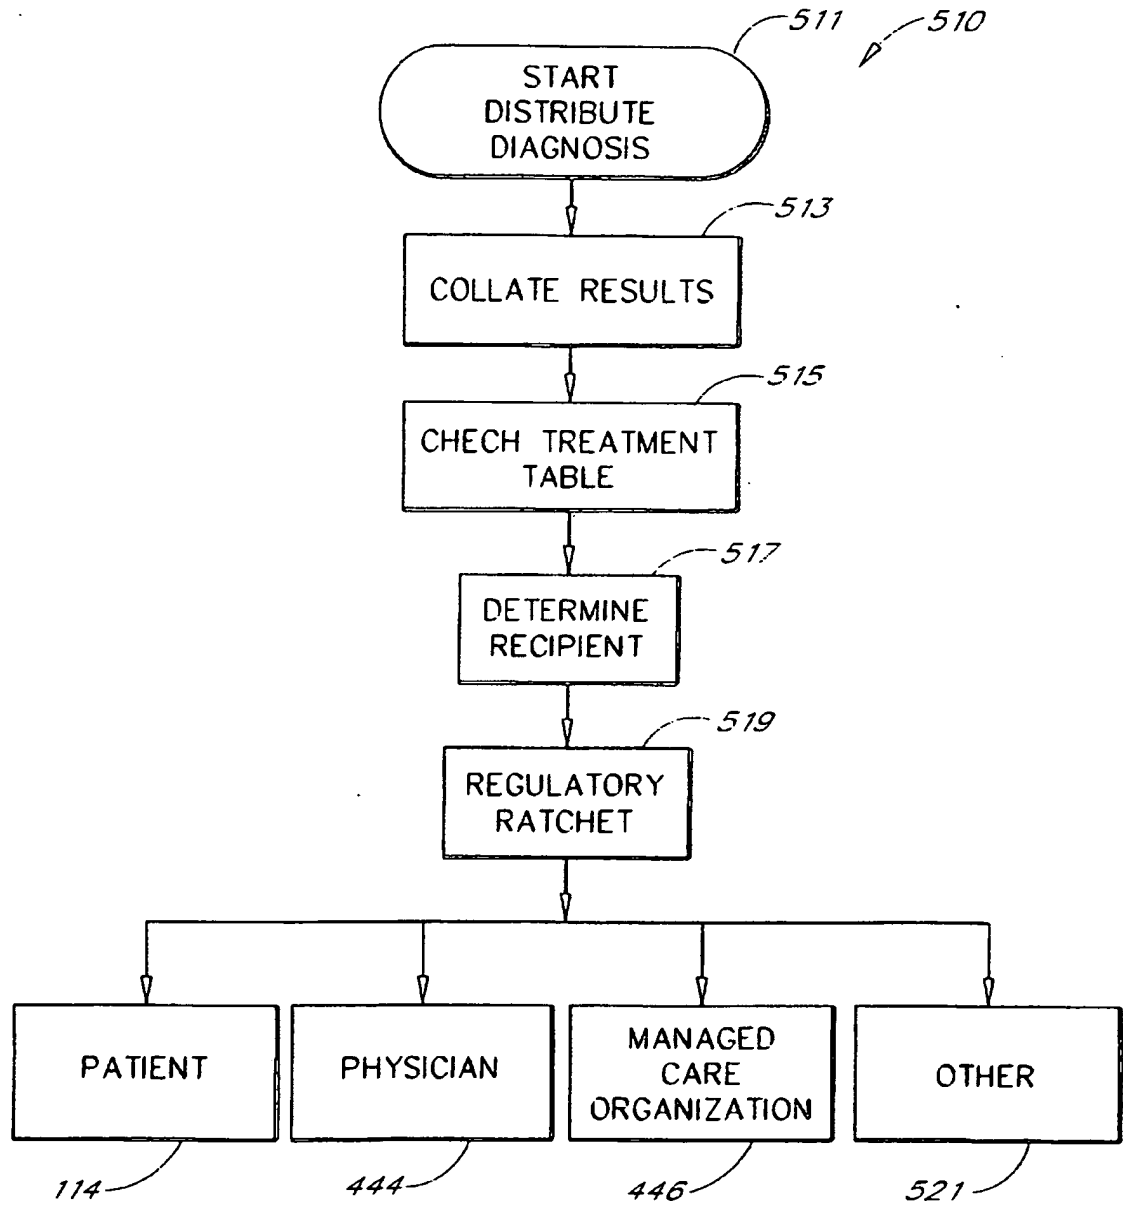 511
510
START
DISTRIBUTE
DIAGNOSIS
513
COLLATE RESULTS
515
CHECH TREATMENT
TABLE
517
DETERMINE
RECIPIENT
519
REGULATORY
RATCHET
PATIENT
PHYSICIAN
MANAGED
CARE
ORGANIZATION
OTHER
114
444
446
521